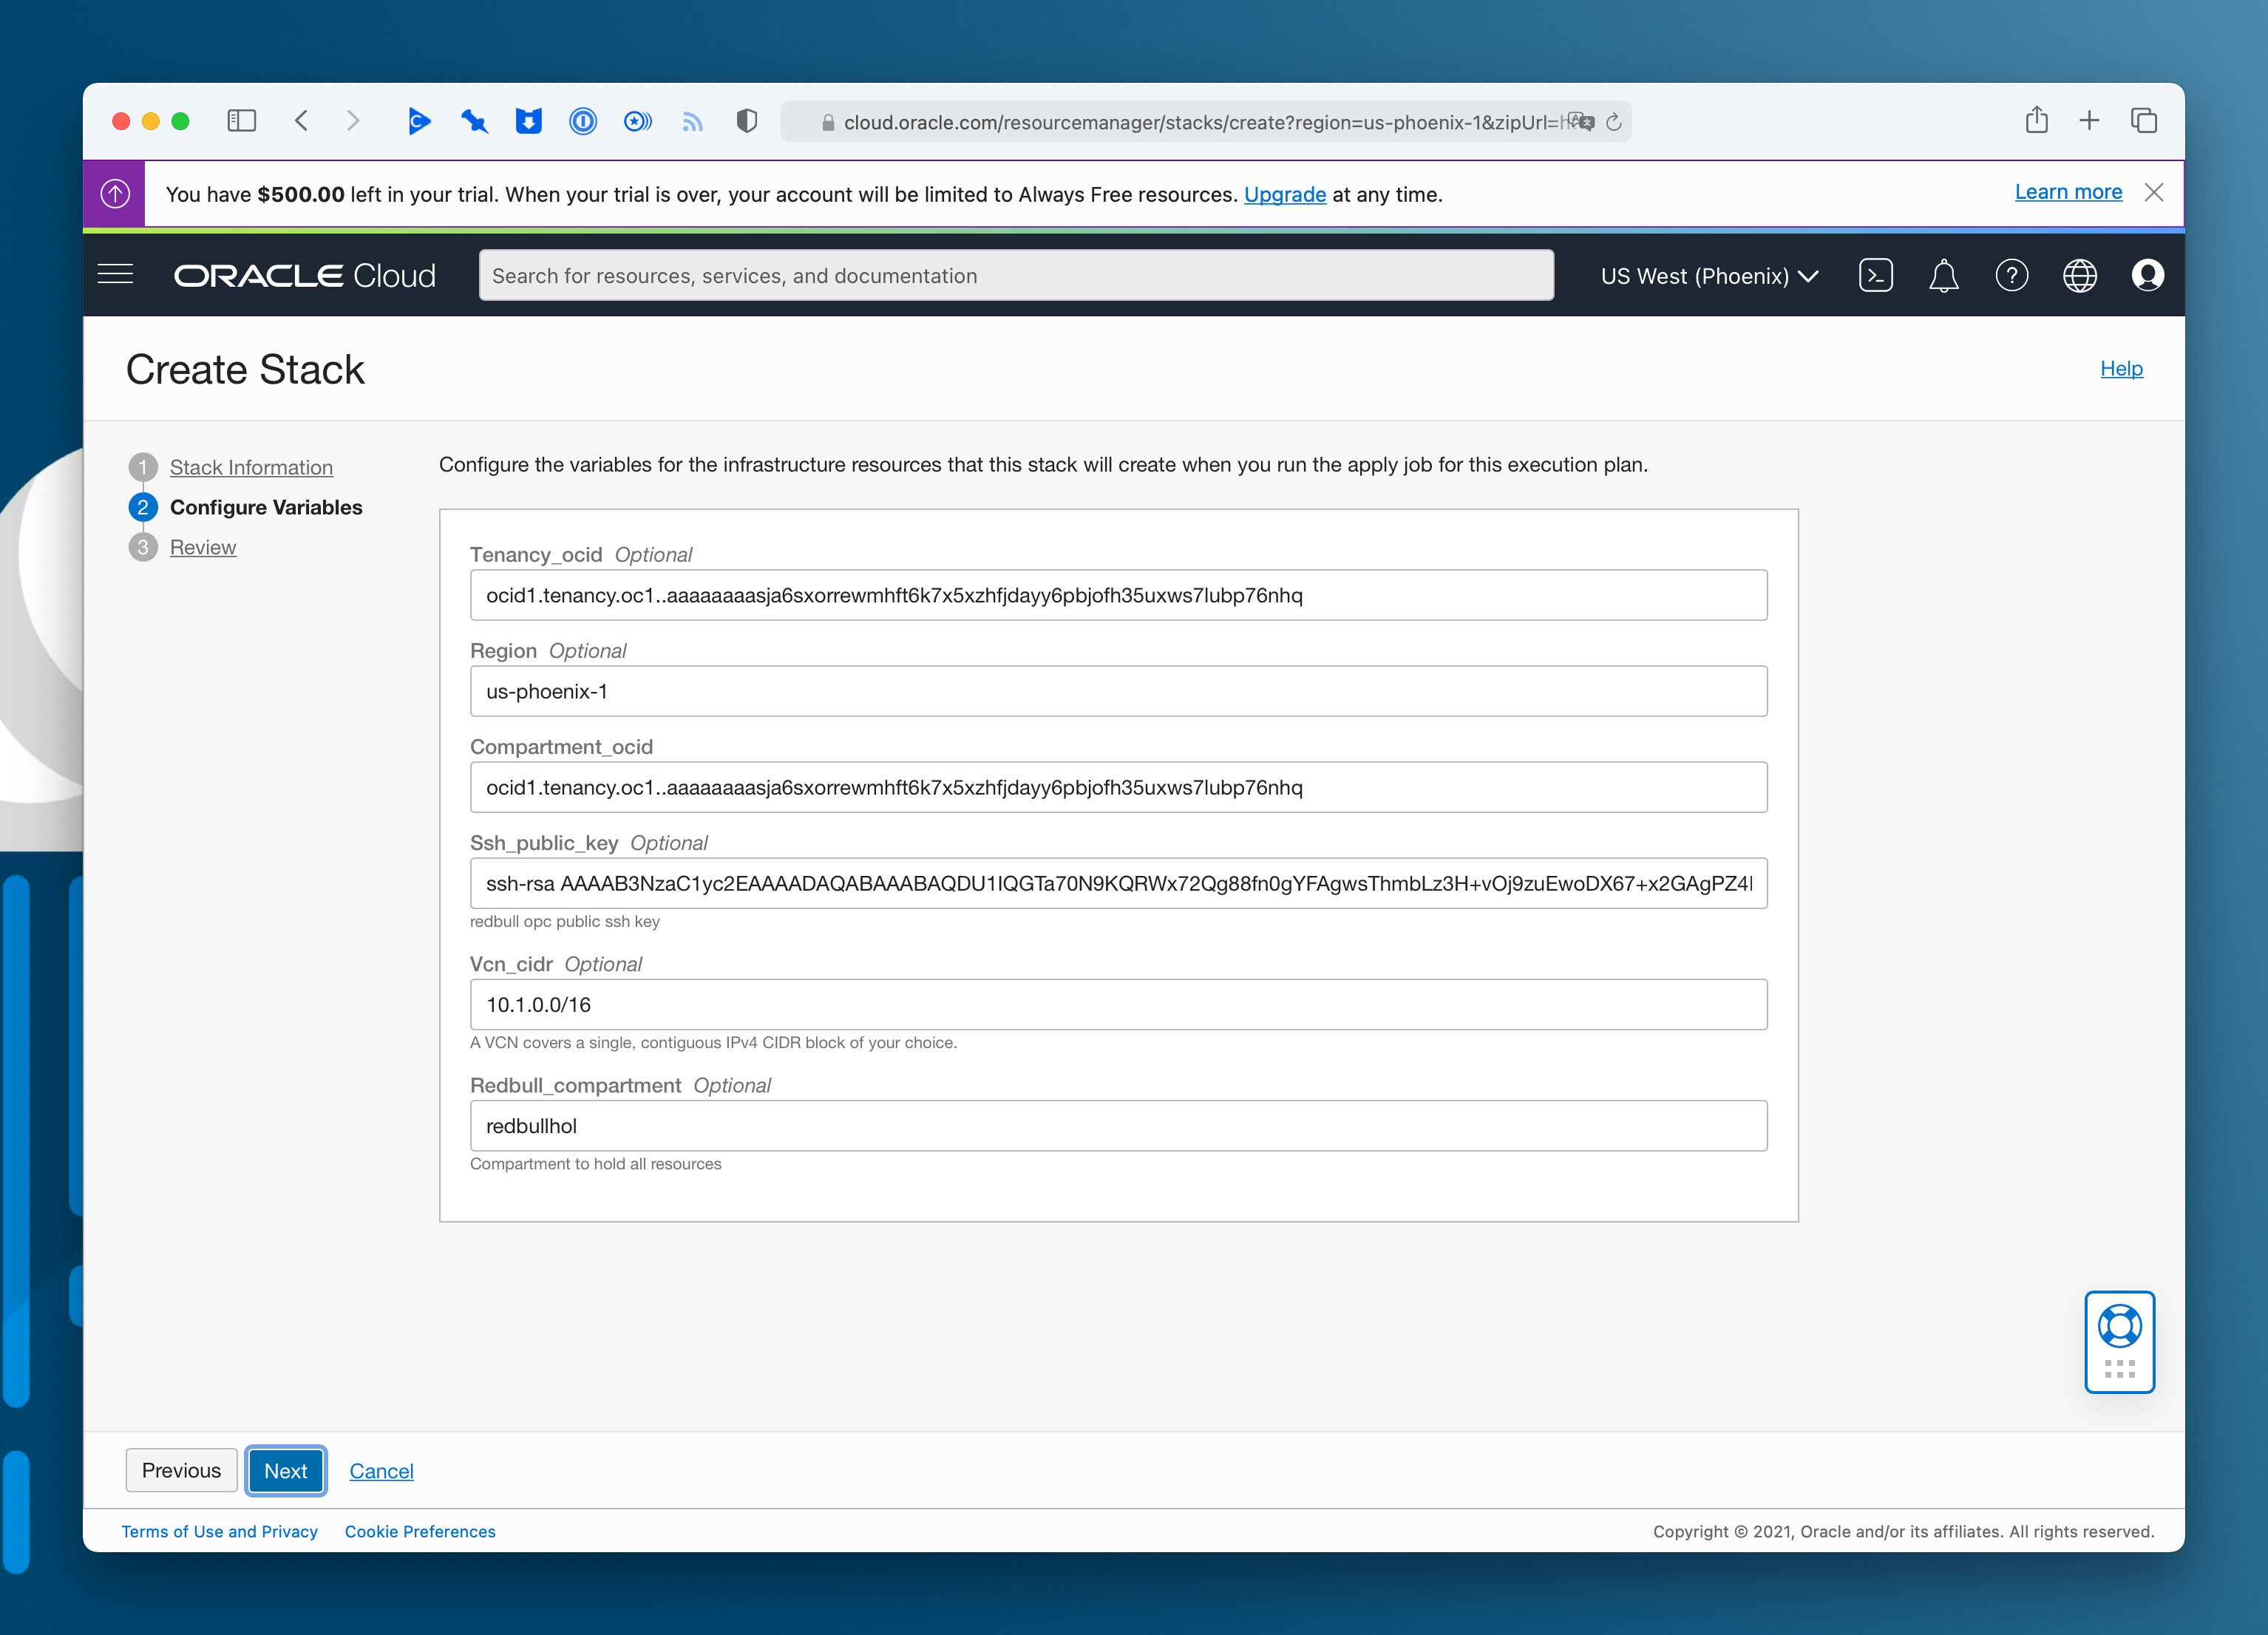 cloud.oracle.com/resourcemanager/stacks/create?region=us-phoenix-1&zipUrl=h
You have $500.00 left in your trial. When your trial is over, your account will be limited to Always Free resources. Upgrade at any time.
Learn more
ORACLE Cloud
Search for resources, services, and documentation
US West (Phoenix)
Create Stack
Help
1 Stack Information
2 Configure Variables
3 Review
Configure the variables for the infrastructure resources that this stack will create when you run the apply job for this execution plan.
Tenancy_ocid Optional
ocid1.tenancy.oc1..aaaaaaaasja6sxorrewmhft6k7x5xzhfjdayy6pbjofh35uxws7lubp76nhq
Region Optional
us-phoenix-1
Compartment_ocid
ocid1.tenancy.oc1..aaaaaaaasja6sxorrewmhft6k7x5xzhfjdayy6pbjofh35uxws7lubp76nhq
Ssh_public_key Optional
ssh-rsa AAAAB3NzaC1yc2EAAAADAQABAAABAQDU1IQGTa70N9KQRWx72Qg88fn0gYFAgwsThmbLz3H+vOj9zuEwoDX67+x2GAgPZ4
redbull opc public ssh key
Vcn_cidr Optional
10.1.0.0/16
A VCN covers a single, contiguous IPv4 CIDR block of your choice.
Redbull_compartment Optional
redbullhol
Compartment to hold all resources
Previous
Next
Cancel
Terms of Use and Privacy
Cookie Preferences
Copyright © 2021, Oracle and/or its affiliates. All rights reserved.